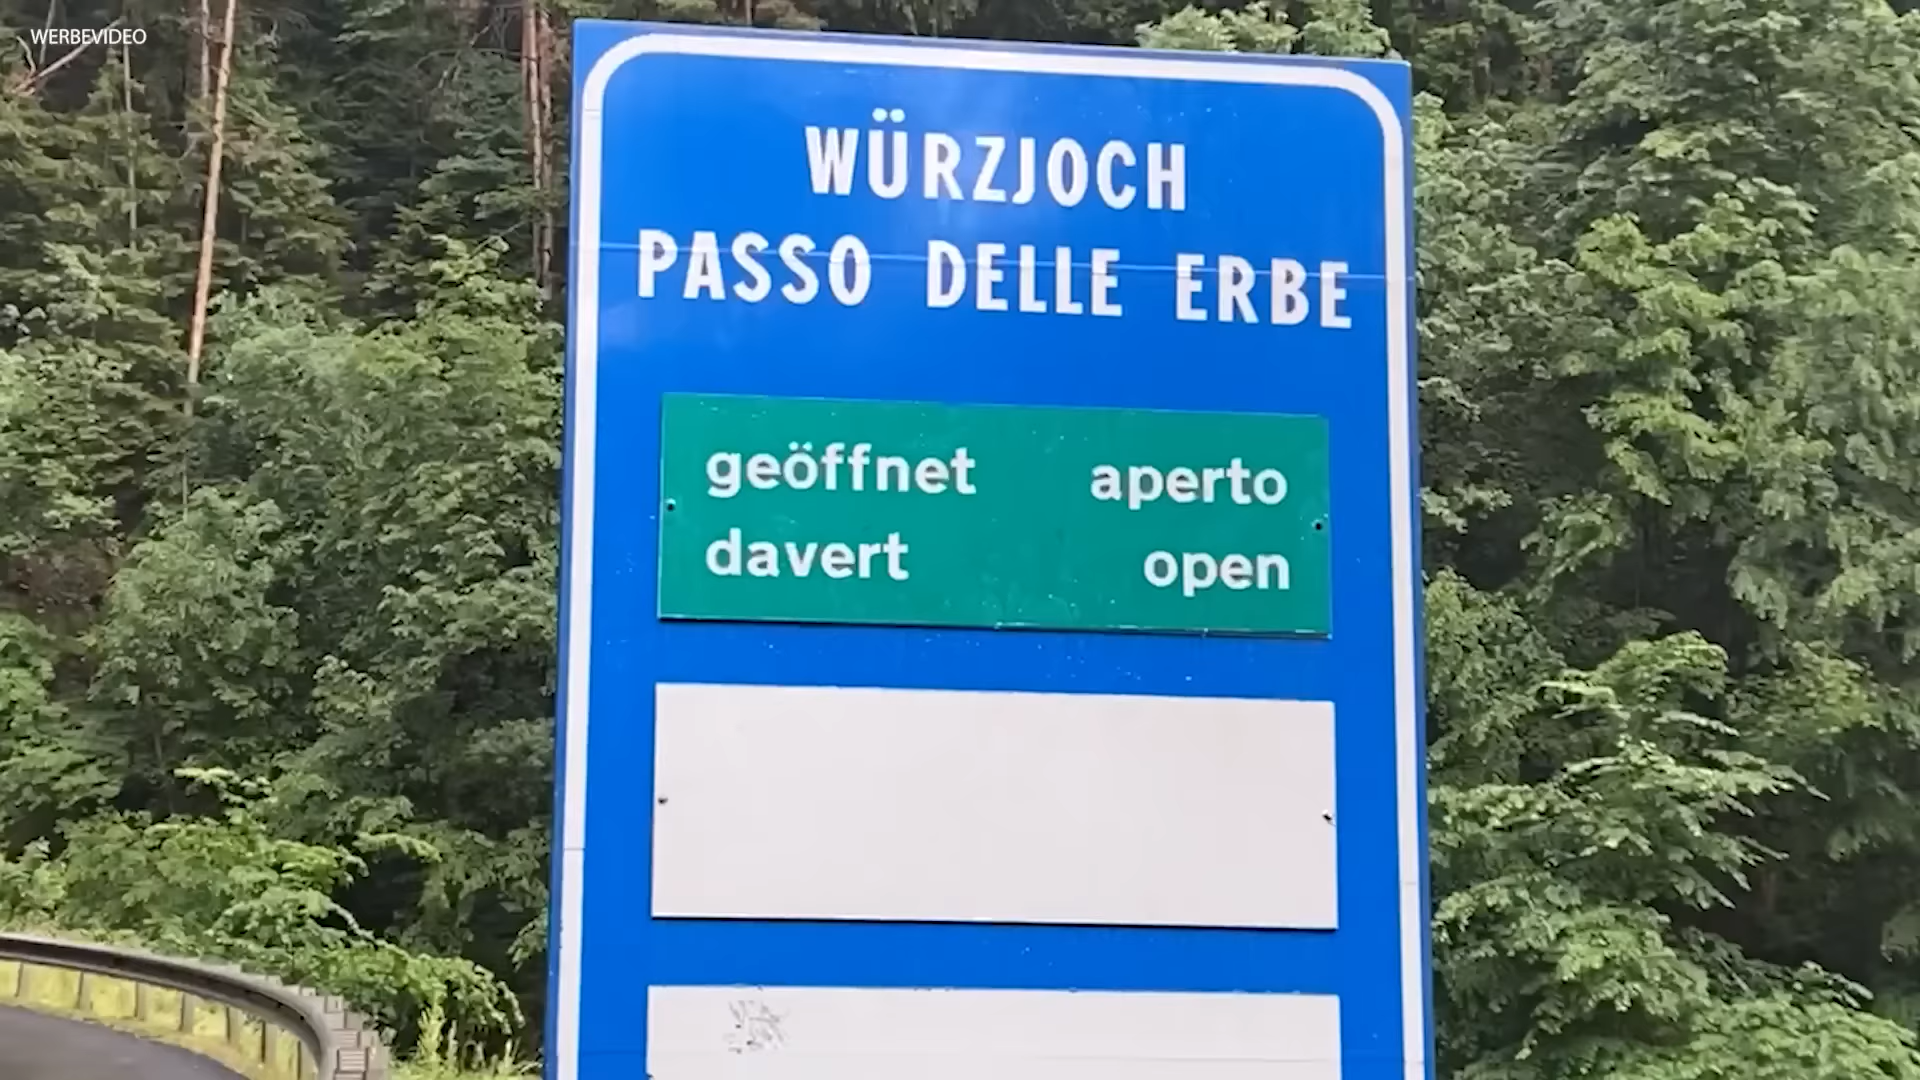 WERBEVIDEO
WÜRZJOCH
PASSO DELLE ERBE
geöffnet aperto
davert open